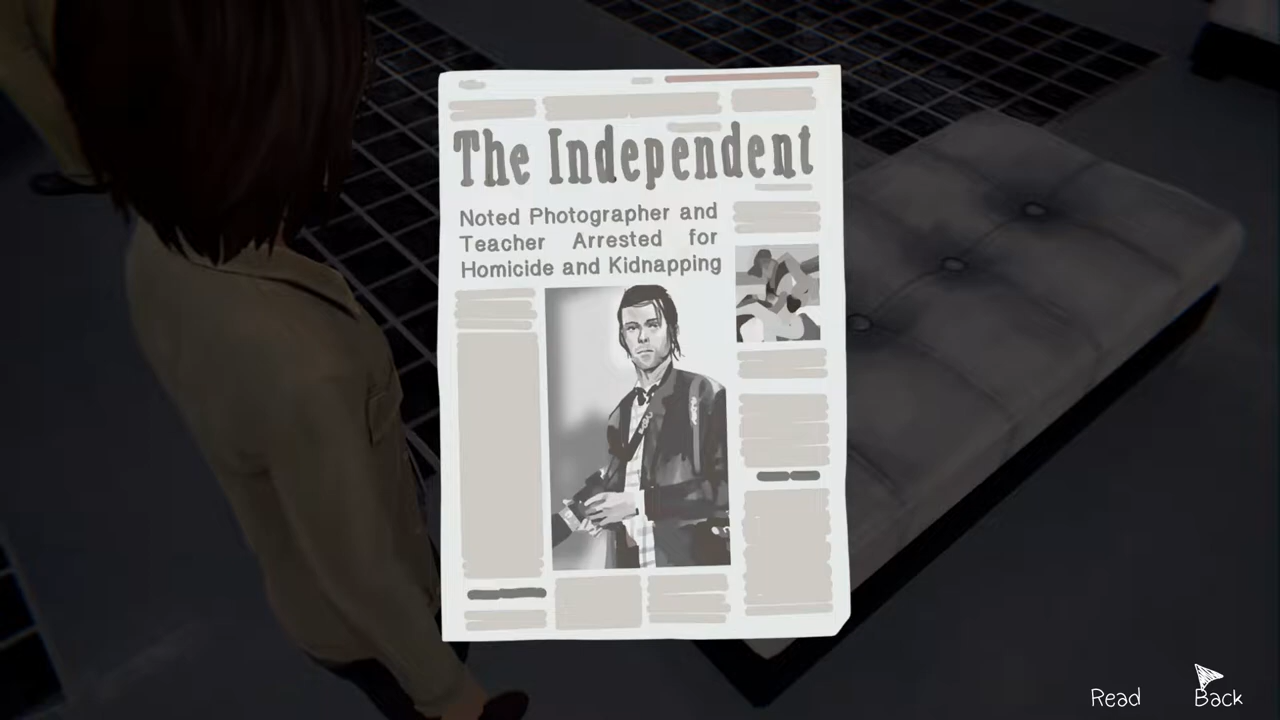 The Independent
Noted Photographer and
Teacher Arrested for
Homicide and Kidnapping
Read
Back